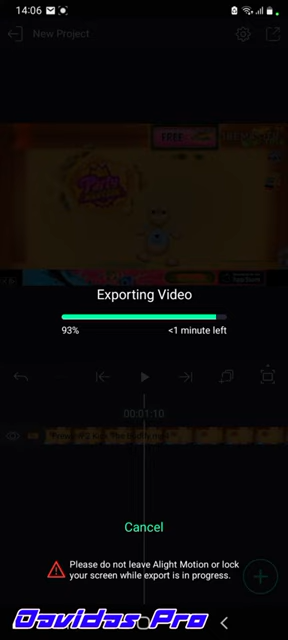 14:06
New Project
Exporting Video
93%
<1 minute left
00:01:10
Cancel
Please do not leave Alight Motion or lock
your screen while export is in progress.
Davidas Pro